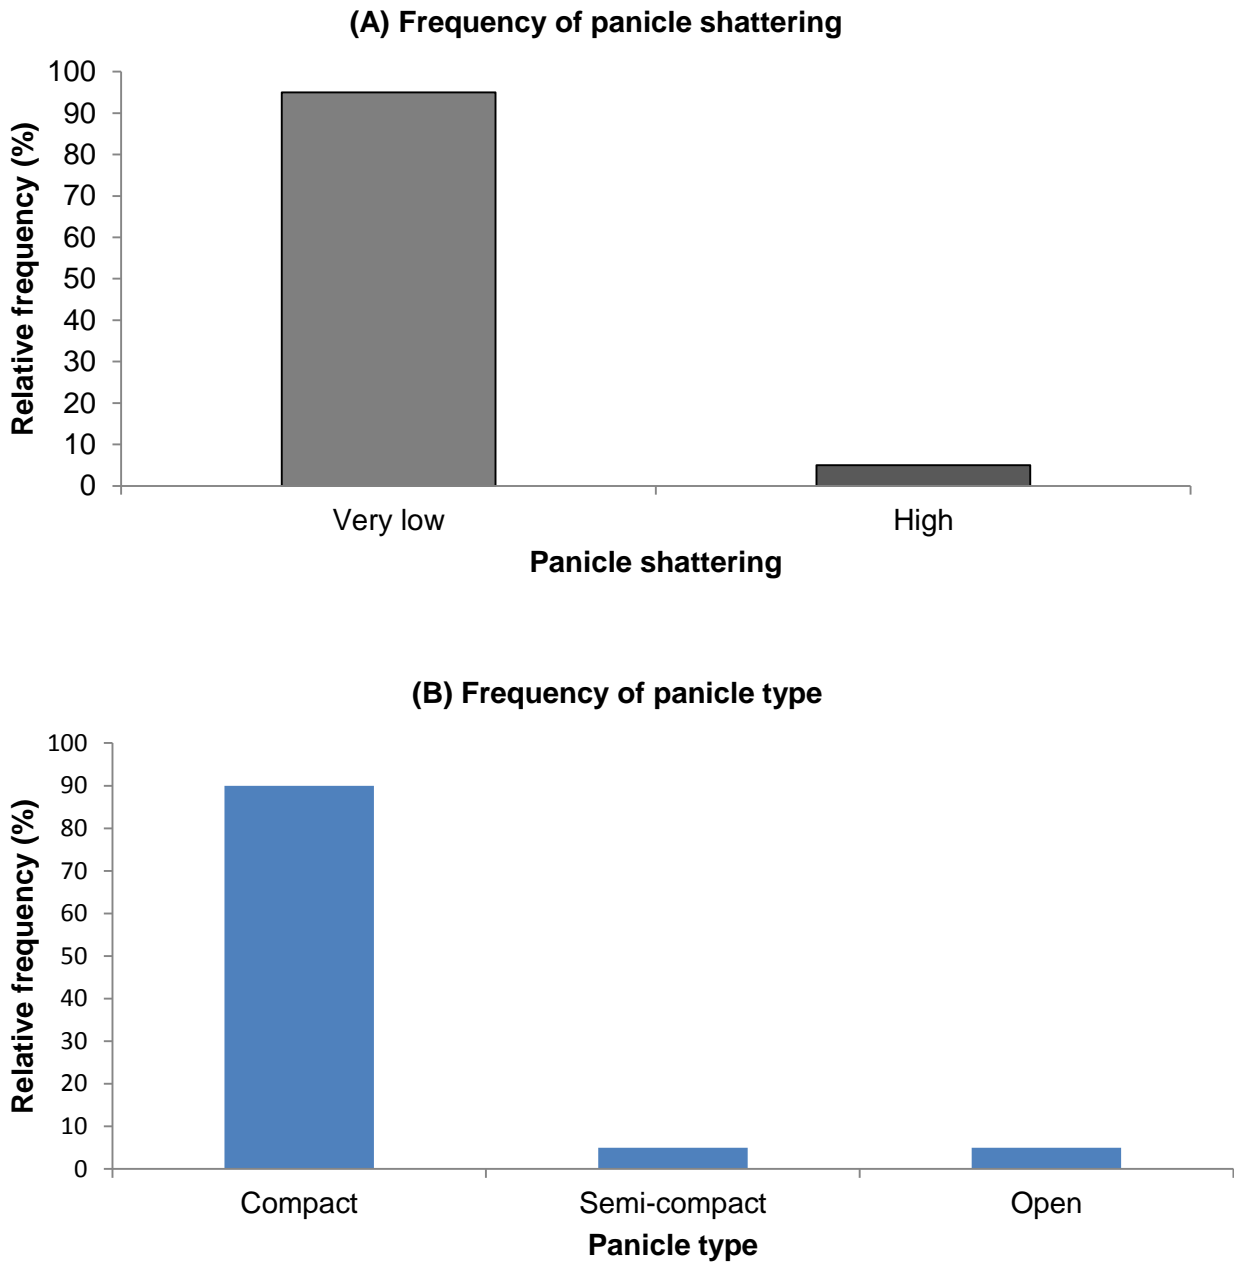 (A) Frequency of panicle shattering
100
90
80
70
60
50
40
30
20
10
0
Relative frequency (%)
Very low High
Panicle shattering
(B) Frequency of panicle type
100
90
80
70
60
50
40
30
20
10
0
Relative frequency (%)
Compact Semi-compact Open
Panicle type